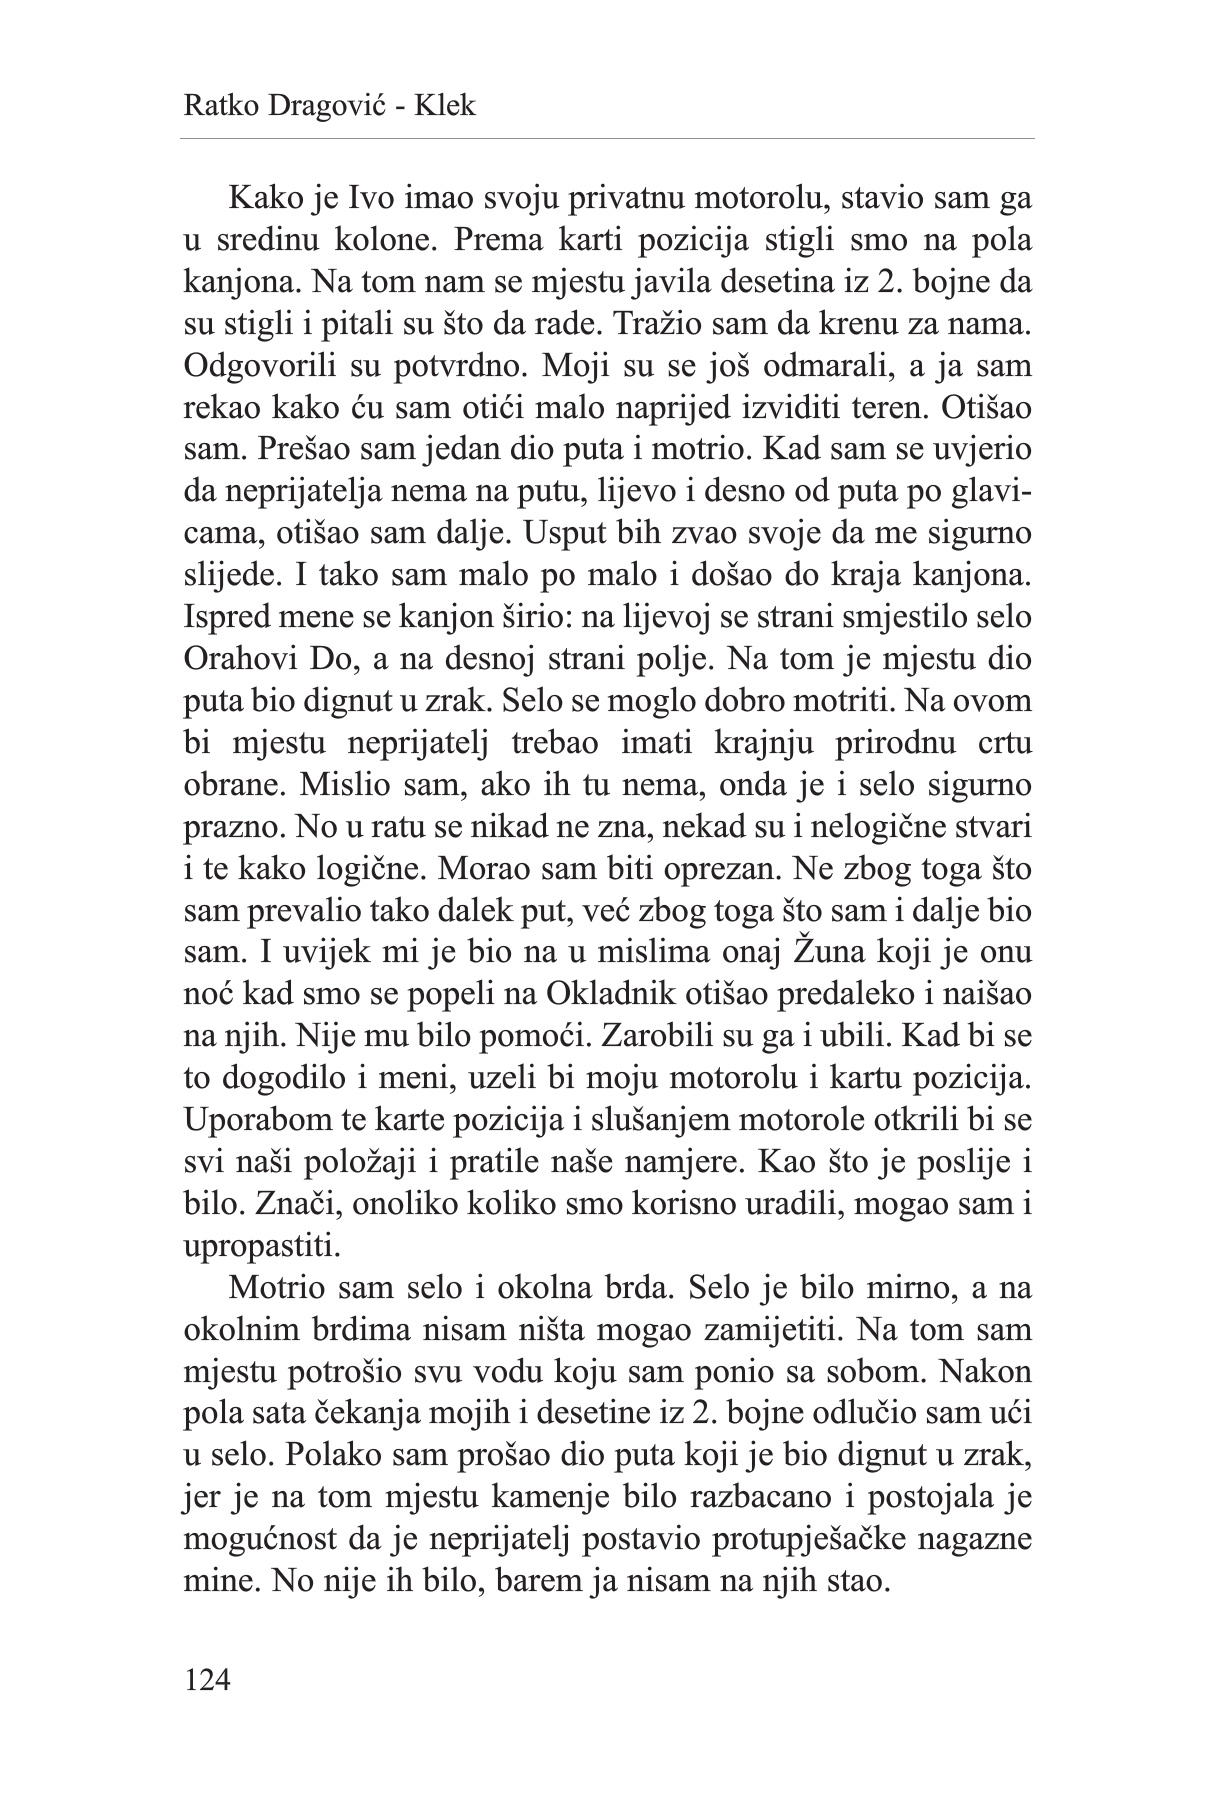 Ratko Dragović - Klek
Kako je Ivo imao svoju privatnu motorolu, stavio sam ga
u sredinu kolone. Prema karti pozicija stigli smo na pola
kanjona. Na tom nam se mjestu javila desetina iz 2. bojne da
su stigli i pitali su što da rade. Tražio sam da krenu za nama.
Odgovorili su potvrdno. Moji su se još odmarali, a ja sam
rekao kako ću sam otići malo naprijed izviditi teren. Otišao
sam. Prešao sam jedan dio puta i motrio. Kad sam se uvjerio
da neprijatelja nema na putu, lijevo i desno od puta po glavi-
cama, otišao sam dalje. Usput bih zvao svoje da me sigurno
slijede. I tako sam malo po malo i došao do kraja kanjona.
Ispred mene se kanjon širio: na lijevoj se strani smjestilo selo
Orahovi Do, a na desnoj strani polje. Na tom je mjestu dio
puta bio dignut u zrak. Selo se moglo dobro motriti. Na ovom
bi mjestu neprijatelj trebao imati krajnju prirodnu crtu
obrane. Mislio sam, ako ih tu nema, onda je i selo sigurno
prazno. No u ratu se nikad ne zna, nekad su i nelogične stvari
i te kako logične. Morao sam biti oprezan. Ne zbog toga što
sam prevalio tako dalek put, već zbog toga što sam i dalje bio
sam. I uvijek mi je bio na u mislima onaj Žuna koji je onu
noć kad smo se popeli na Okladnik otišao predaleko i naišao
na njih. Nije mu bilo pomoći. Zarobili su ga i ubili. Kad bi se
to dogodilo i meni, uzeli bi moju motorolu i kartu pozicija.
Uporabom te karte pozicija i slušanjem motorole otkrili bi se
svi naši položaji i pratile naše namjere. Kao što je poslije i
bilo. Znači, onoliko koliko smo korisno uradili, mogao sam i
upropastiti.
Motrio sam selo i okolna brda. Selo je bilo mirno, a na
okolnim brdima nisam ništa mogao zamijetiti. Na tom sam
mjestu potrošio svu vodu koju sam ponio sa sobom. Nakon
pola sata čekanja mojih i desetine iz 2. bojne odlučio sam ući
u selo. Polako sam prošao dio puta koji je bio dignut u zrak,
jer je na tom mjestu kamenje bilo razbacano i postojala je
mogućnost da je neprijatelj postavio protupješačke nagazne
mine. No nije ih bilo, barem ja nisam na njih stao.
124